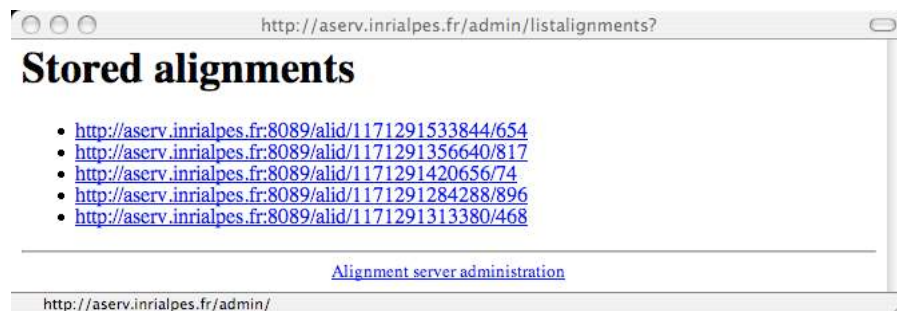 http://aserv.inrialpes.fr/admin/listalignments?
Stored alignments
• http://aserv.inrialpes.fr:8089/alid/1171291533844/654
• http://aserv.inrialpes.fr:8089/alid/1171291356640/817
• http://aserv.inrialpes.fr:8089/alid/1171291420656/74
• http://aserv.inrialpes.fr:8089/alid/1171291284288/896
• http://aserv.inrialpes.fr:8089/alid/1171291313380/468
Alignment server administration
http://aserv.inrialpes.fr/admin/